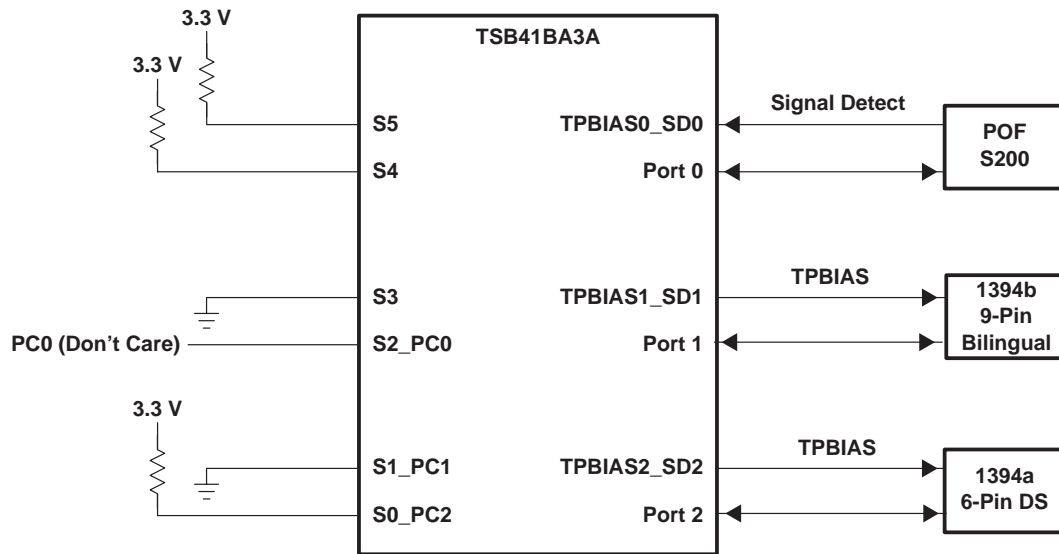 3.3 V
3.3 V
TSB41BA3A
S5
S4
TPBIAS0_SD0
Port 0
Signal Detect
POF
S200
S3
PC0 (Don't Care)
S2_PC0
TPBIAS1_SD1
Port 1
TPBIAS
1394b
9-Pin
Bilingual
3.3 V
S1_PC1
S0_PC2
TPBIAS2_SD2
Port 2
TPBIAS
1394a
6-Pin DS